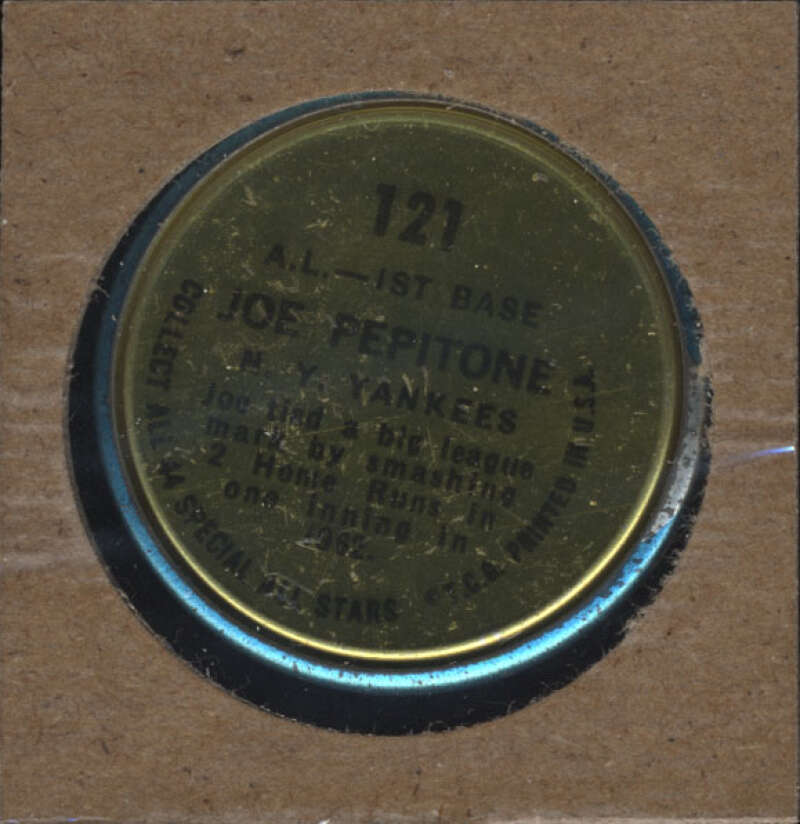 121
A.L.—1ST BASE
JOE PEPITONE
N. Y. YANKEES
Joe tied a big league
mark by smashing
2 Home Runs in
one inning in
1962.
COLLECT ALL 44 SPECIAL ALL STARS
© T.C.G. PRINTED IN U.S.A.